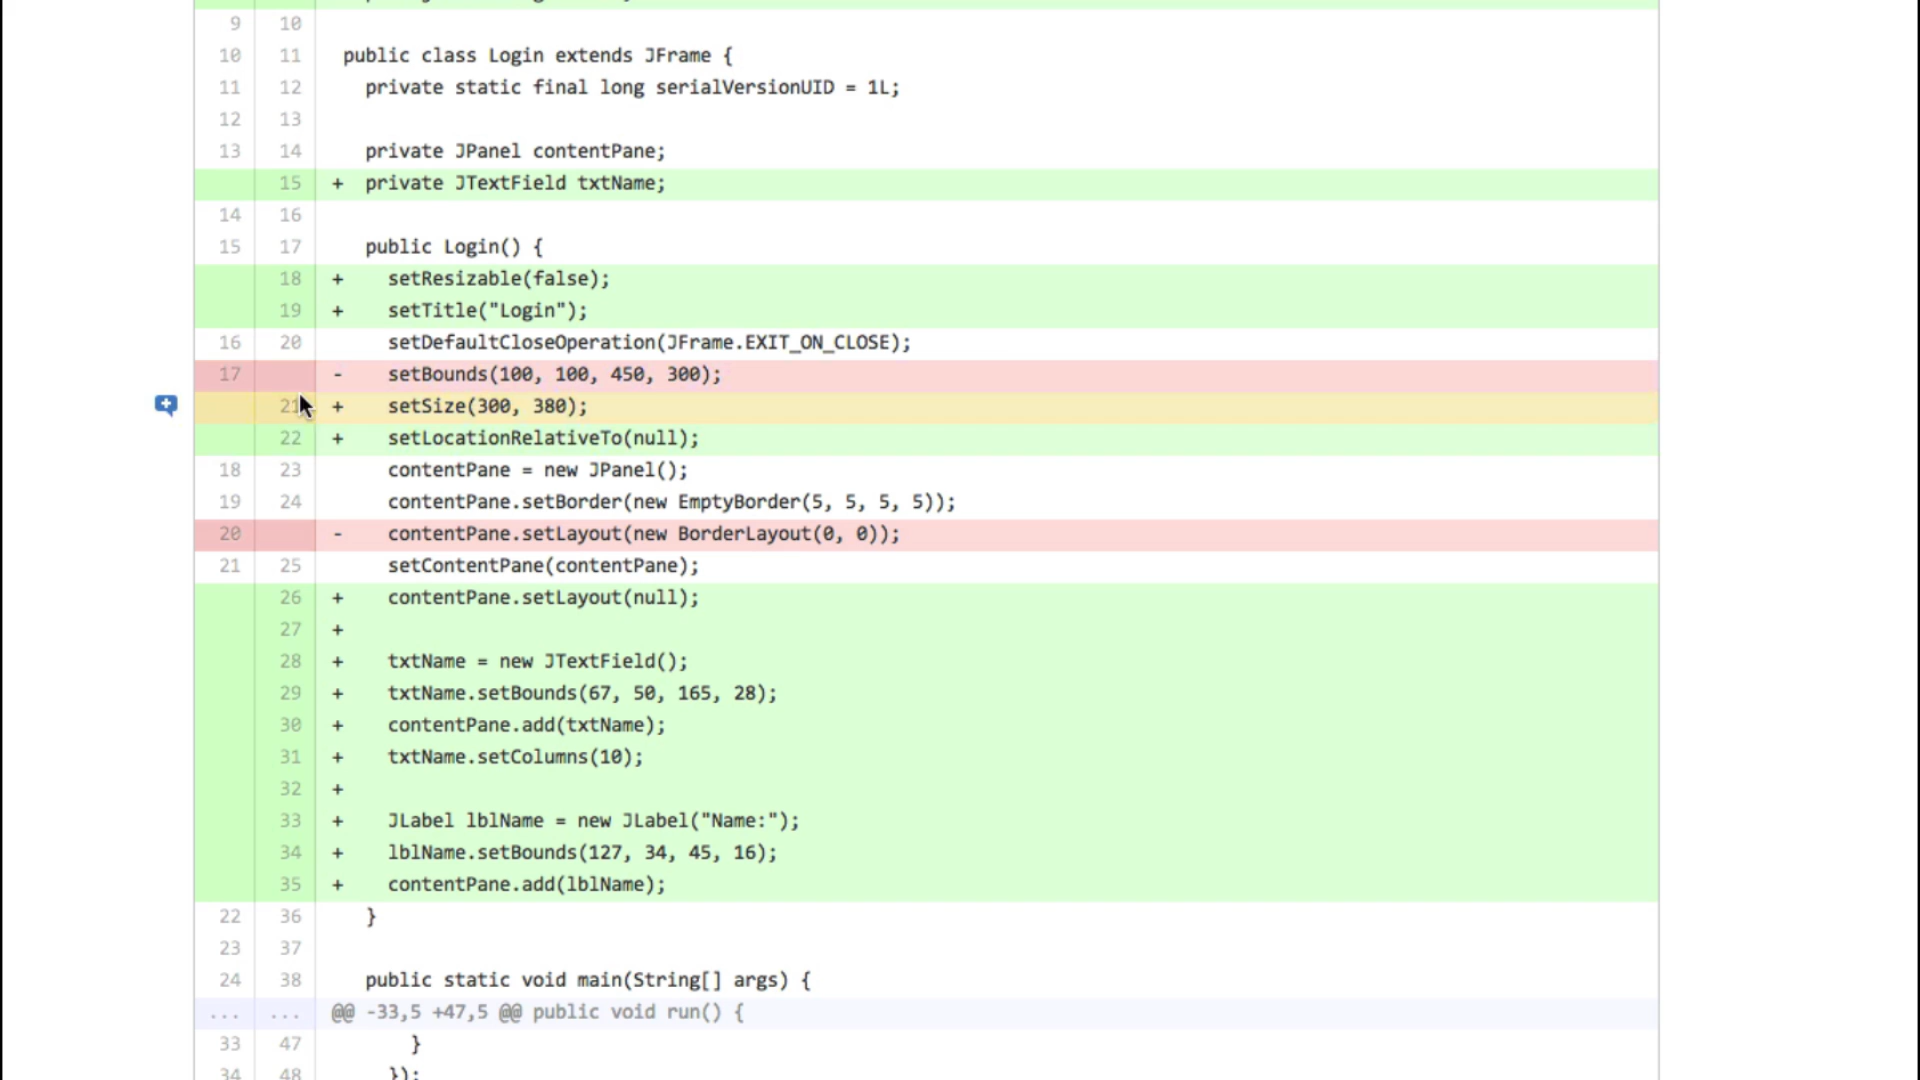 9 10
10 11 public class Login extends JFrame {
11 12 private static final long serialVersionUID = 1L;
12 13
13 14 private JPanel contentPane;
15 + private JTextField txtName;
14 16
15 17 public Login() {
18 + setResizable(false);
19 + setTitle("Login");
16 20 setDefaultCloseOperation(JFrame.EXIT_ON_CLOSE);
17 - setBounds(100, 100, 450, 300);
21 + setSize(300, 380);
22 + setLocationRelativeTo(null);
18 23 contentPane = new JPanel();
19 24 contentPane.setBorder(new EmptyBorder(5, 5, 5, 5));
20 - contentPane.setLayout(new BorderLayout(0, 0));
21 25 setContentPane(contentPane);
26 + contentPane.setLayout(null);
27 +
28 + txtName = new JTextField();
29 + txtName.setBounds(67, 50, 165, 28);
30 + contentPane.add(txtName);
31 + txtName.setColumns(10);
32 +
33 + JLabel lblName = new JLabel("Name:");
34 + lblName.setBounds(127, 34, 45, 16);
35 + contentPane.add(lblName);
22 36 }
23 37
24 38 public static void main(String[] args) {
... ... @@ -33,5 +47,5 @@ public void run() {
33 47 }
34 48 });